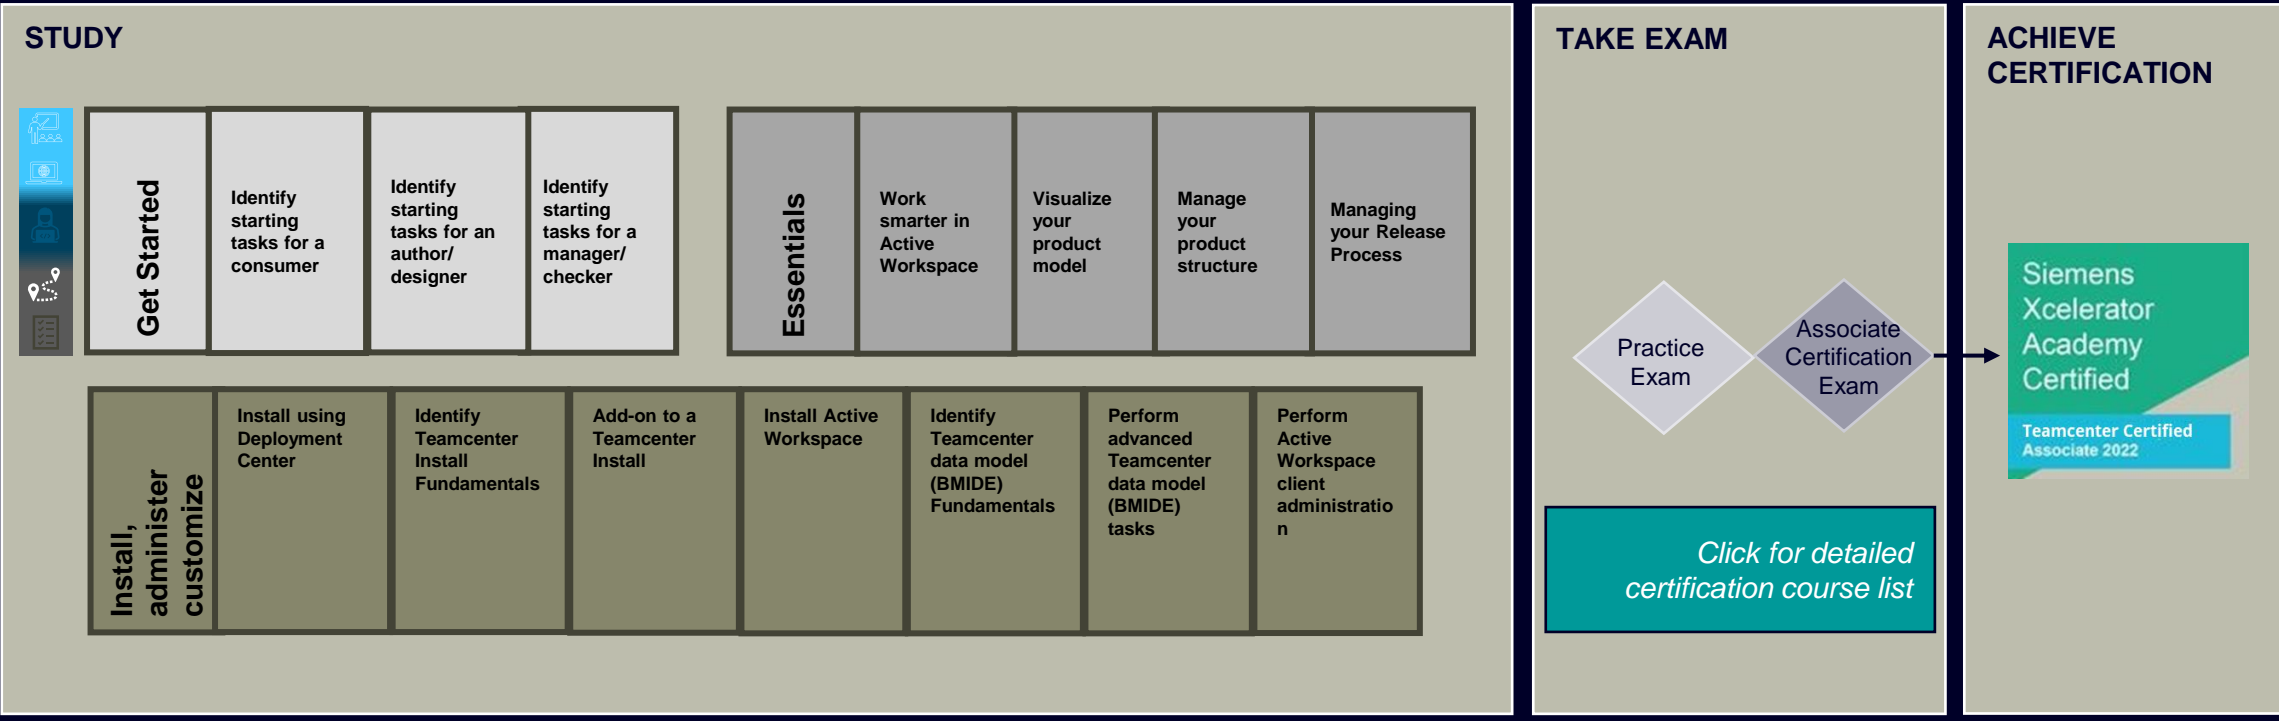 STUDY
Get Started
Identify
starting
tasks for a
consumer
Identify
starting
tasks for an
author/
designer
Identify
starting
tasks for a
manager/
checker
Essentials
Work
smarter in
Active
Workspace
Visualize
your
product
model
Manage
your
product
structure
Managing
your Release
Process
Install,
administer
customize
Install using
Deployment
Center
Identify
Teamcenter
Install
Fundamentals
Add-on to a
Teamcenter
Install
Install Active
Workspace
Identify
Teamcenter
data model
(BMIDE)
Fundamentals
Perform
advanced
Teamcenter
data model
(BMIDE)
tasks
Perform
Active
Workspace
client
administratio
n
TAKE EXAM
Practice
Exam
Associate
Certification
Exam
Click for detailed
certification course list
ACHIEVE
CERTIFICATION
Siemens
Xcelerator
Academy
Certified
Teamcenter Certified
Associate 2022